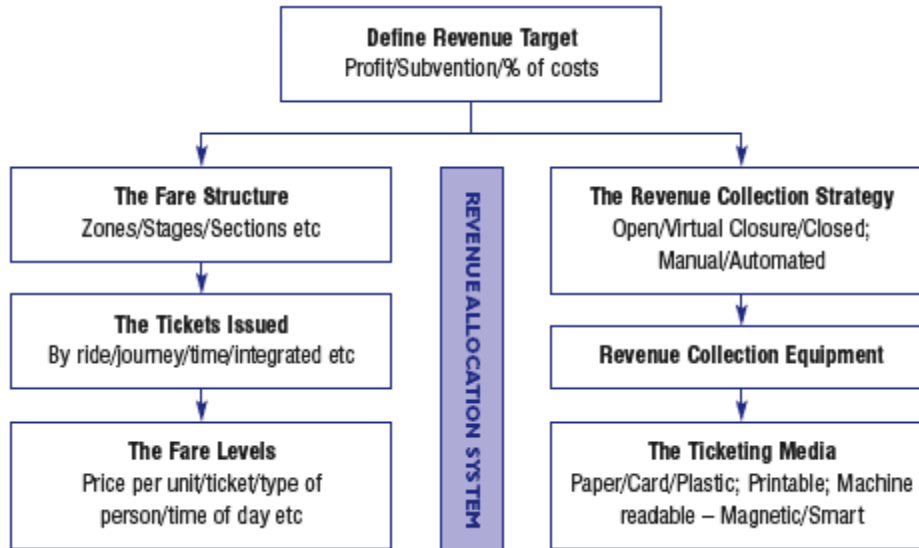 Define Revenue Target
Profit/Subvention/% of costs
The Fare Structure
Zones/Stages/Sections etc
The Tickets Issued
By ride/journey/time/integrated etc
The Fare Levels
Price per unit/ticket/type of
person/time of day etc
REVENUE ALLOCATION SYSTEM
The Revenue Collection Strategy
Open/Virtual Closure/Closed;
Manual/Automated
Revenue Collection Equipment
The Ticketing Media
Paper/Card/Plastic; Printable; Machine
readable – Magnetic/Smart